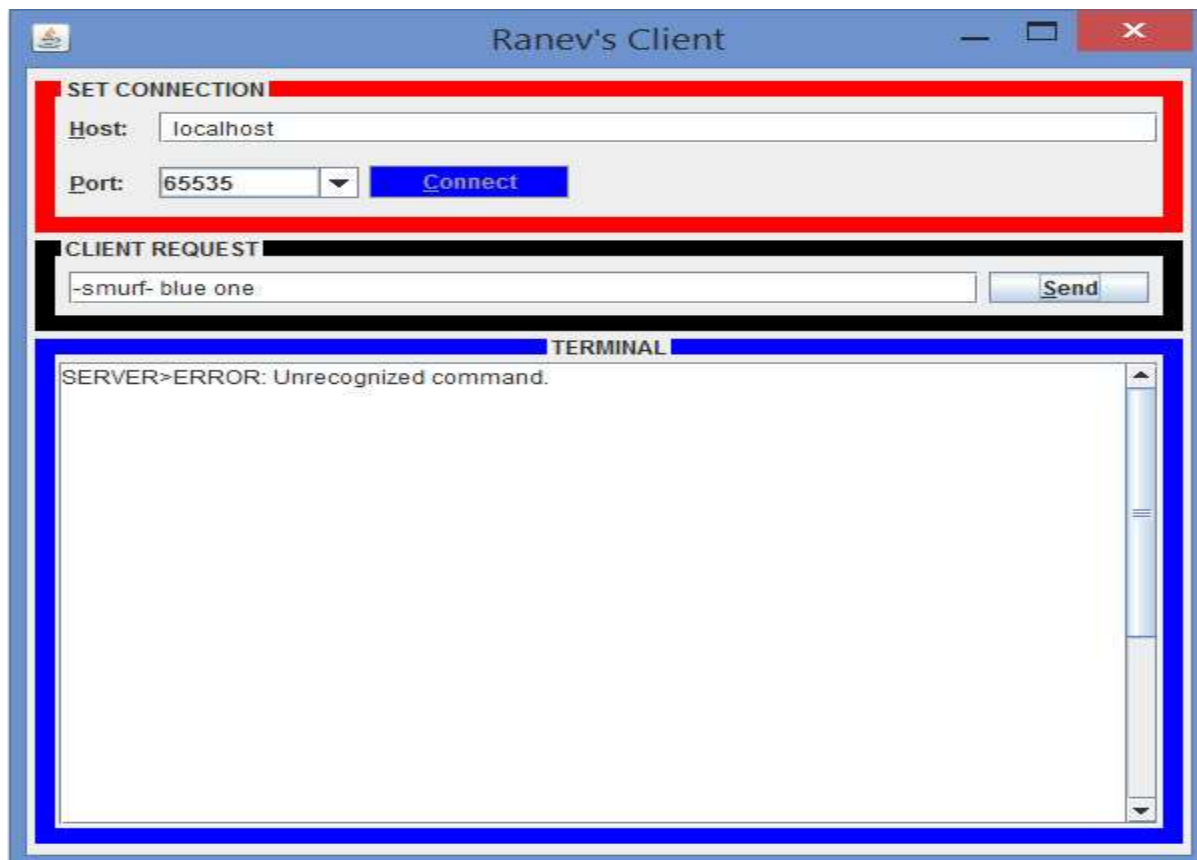 Ranev's Client
SET CONNECTION
Host: localhost
Port: 65535 Connect
CLIENT REQUEST
-smurf- blue one Send
TERMINAL
SERVER>ERROR: Unrecognized command.